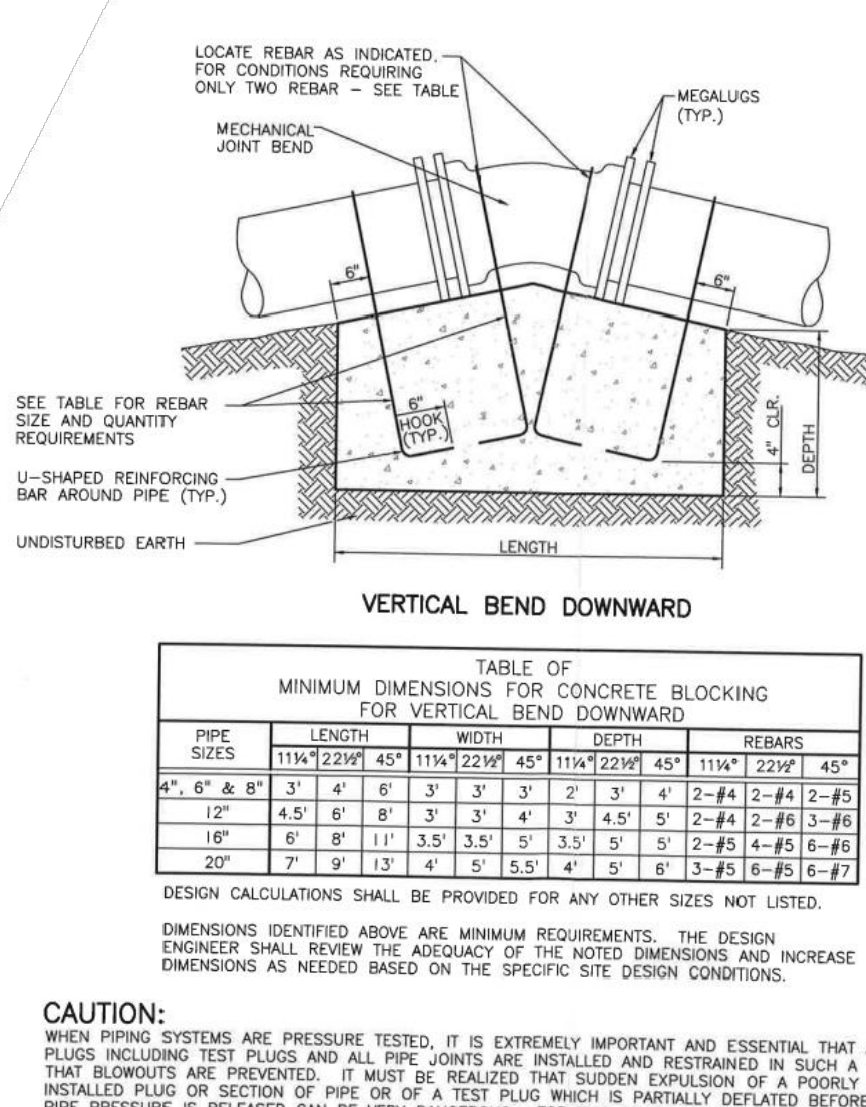 LOCATE REBAR AS INDICATED.
FOR CONDITIONS REQUIRING
ONLY TWO REBAR – SEE TABLE
MEGALUGS
(TYP.)
MECHANICAL
JOINT BEND
6"
6"
SEE TABLE FOR REBAR
SIZE AND QUANTITY
REQUIREMENTS
6"
HOOK
(TYP.)
4" CLR.
DEPTH
U-SHAPED REINFORCING
BAR AROUND PIPE (TYP.)
UNDISTURBED EARTH
LENGTH
VERTICAL BEND DOWNWARD
TABLE OF
MINIMUM DIMENSIONS FOR CONCRETE BLOCKING
FOR VERTICAL BEND DOWNWARD
PIPE SIZES LENGTH WIDTH DEPTH REBARS
11¼° 22½° 45° 11¼° 22½° 45° 11¼° 22½° 45° 11¼° 22½° 45°
4", 6" & 8" 3' 4' 6' 3' 3' 3' 2' 3' 4' 2-#4 2-#4 2-#5
12" 4.5' 6' 8' 3' 3' 4' 3' 4.5' 5' 2-#4 2-#6 3-#6
16" 6' 8' 11' 3.5' 3.5' 5' 3.5' 5' 5' 2-#5 4-#5 6-#6
20" 7' 9' 13' 4' 5' 5.5' 4' 5' 6' 3-#5 6-#5 6-#7
DESIGN CALCULATIONS SHALL BE PROVIDED FOR ANY OTHER SIZES NOT LISTED.
DIMENSIONS IDENTIFIED ABOVE ARE MINIMUM REQUIREMENTS. THE DESIGN
ENGINEER SHALL REVIEW THE ADEQUACY OF THE NOTED DIMENSIONS AND INCREASE
DIMENSIONS AS NEEDED BASED ON THE SPECIFIC SITE DESIGN CONDITIONS.
CAUTION:
WHEN PIPING SYSTEMS ARE PRESSURE TESTED, IT IS EXTREMELY IMPORTANT AND ESSENTIAL THAT
PLUGS INCLUDING TEST PLUGS AND ALL PIPE JOINTS ARE INSTALLED AND RESTRAINED IN SUCH A
THAT BLOWOUTS ARE PREVENTED. IT MUST BE REALIZED THAT SUDDEN EXPULSION OF A POORLY
INSTALLED PLUG OR SECTION OF PIPE OR OF A TEST PLUG WHICH IS PARTIALLY DEFLATED BEFORE
PIPE PRESSURE IS RELEASED CAN BE VERY